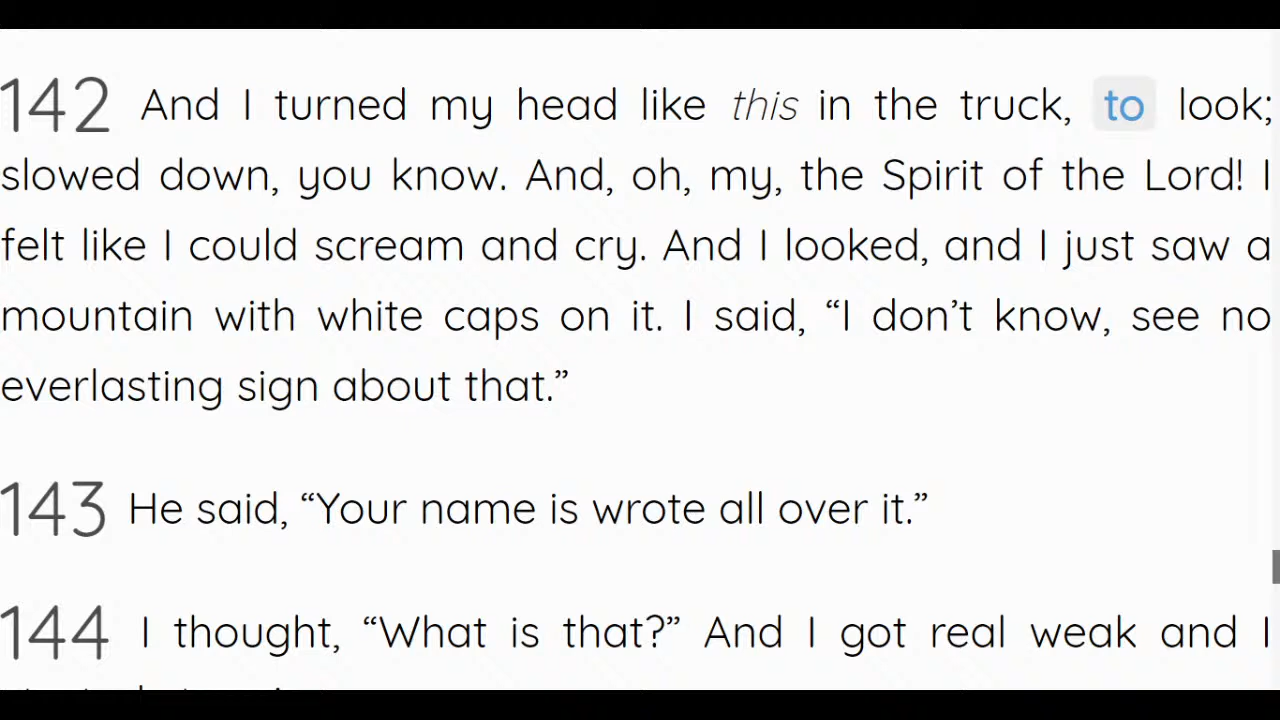 142 And I turned my head like this in the truck, to look;
slowed down, you know. And, oh, my, the Spirit of the Lord! I
felt like I could scream and cry. And I looked, and I just saw a
mountain with white caps on it. I said, “I don’t know, see no
everlasting sign about that.”
143 He said, “Your name is wrote all over it.”
144 I thought, “What is that?” And I got real weak and I